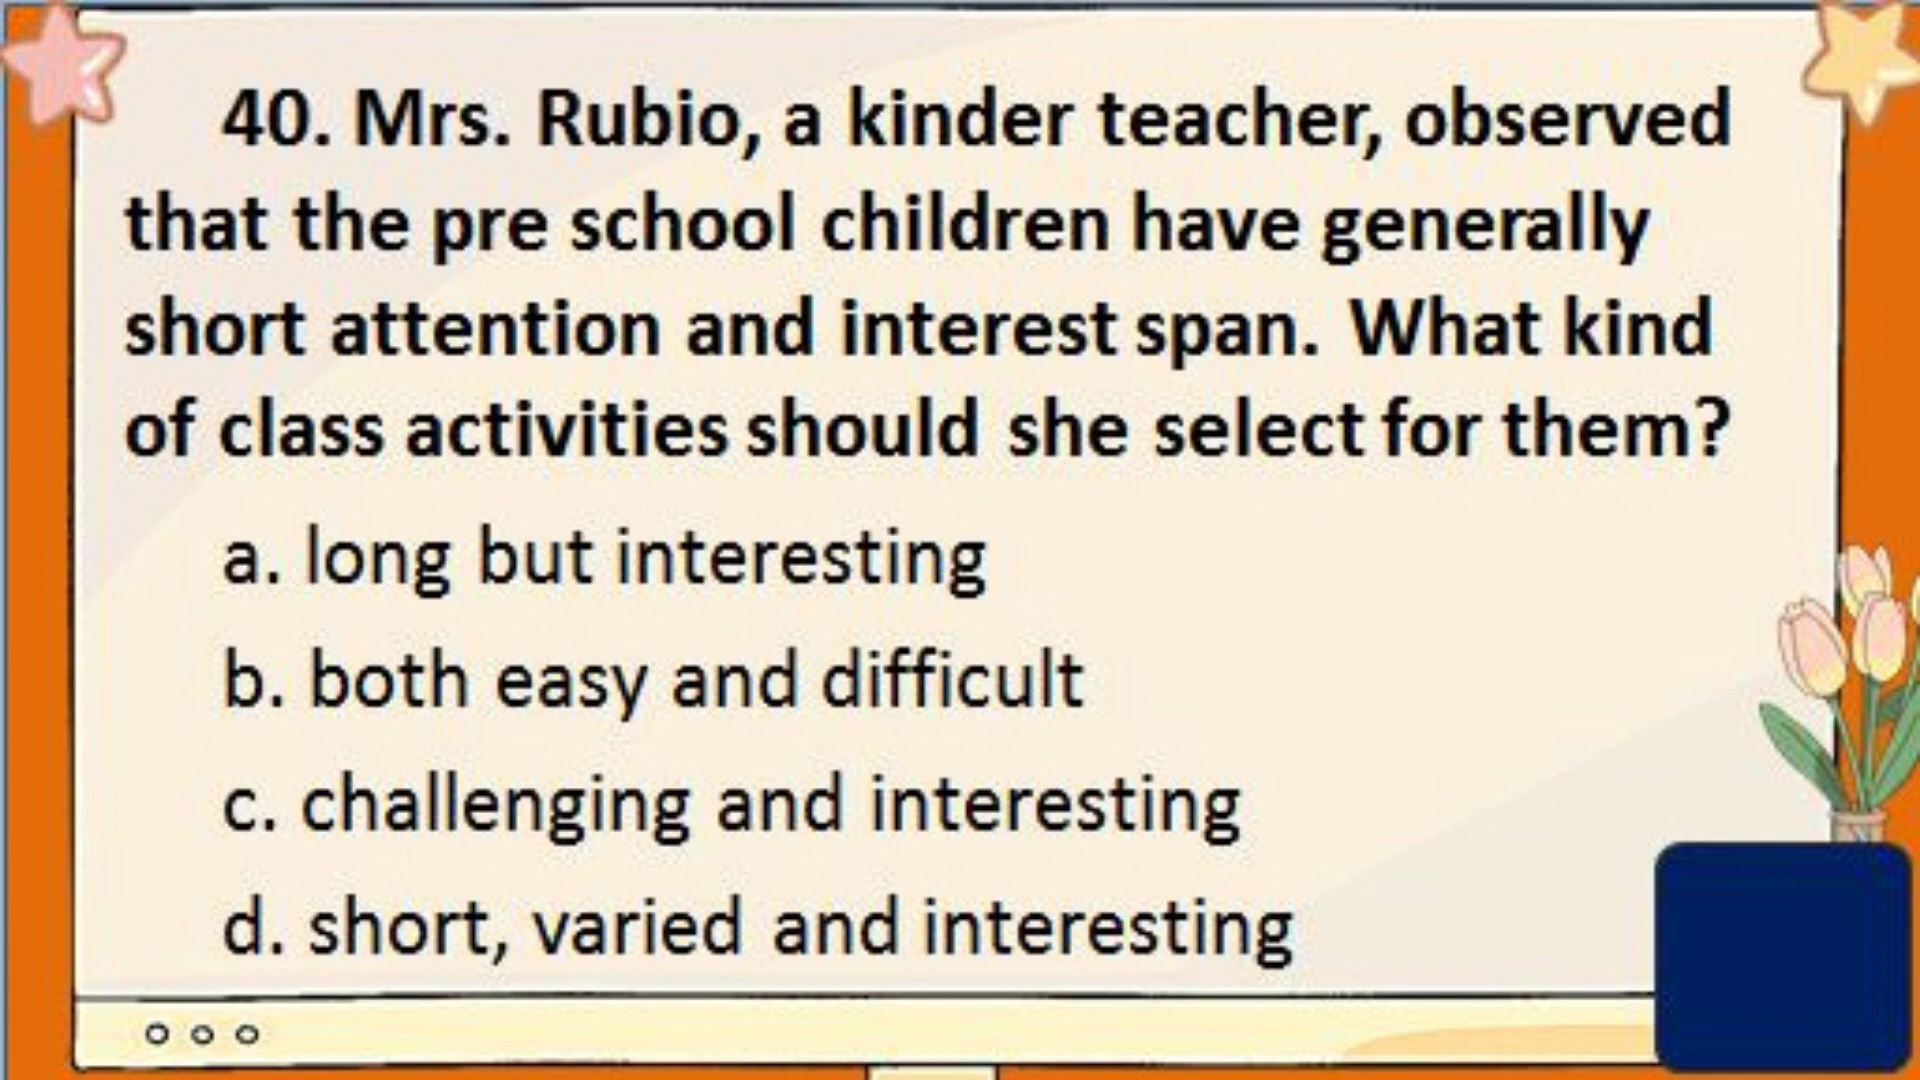 40. Mrs. Rubio, a kinder teacher, observed
that the pre school children have generally
short attention and interest span. What kind
of class activities should she select for them?
a. long but interesting
b. both easy and difficult
c. challenging and interesting
d. short, varied and interesting